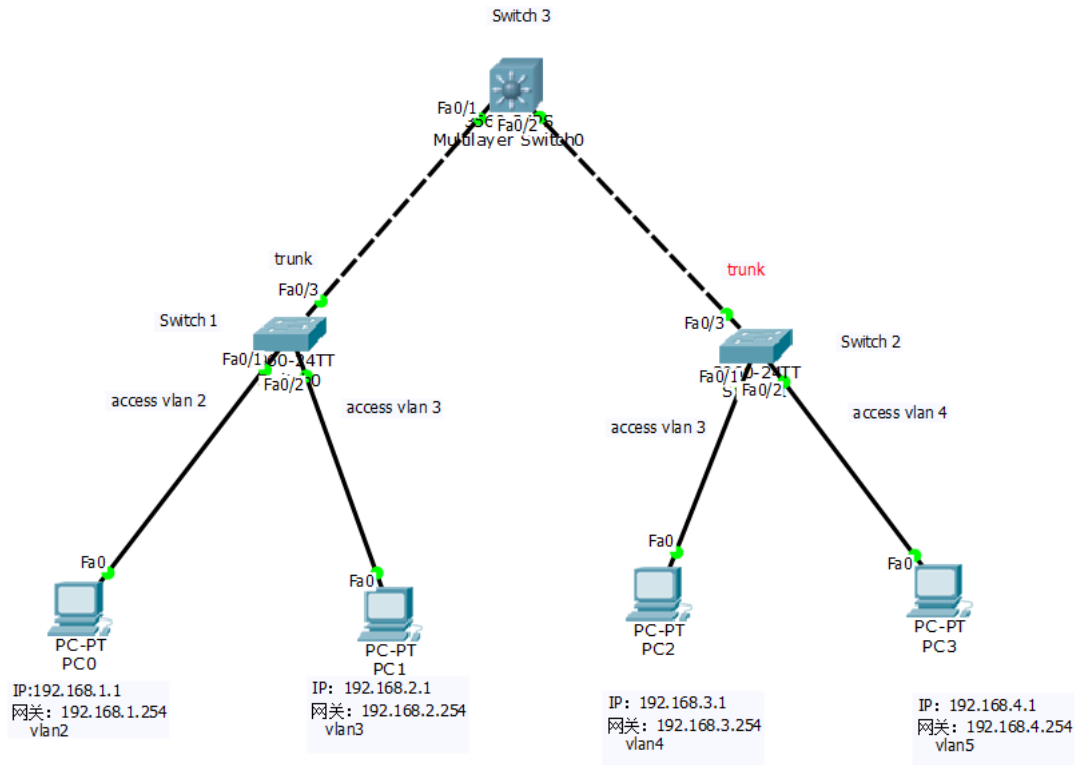 Switch 3
Fa0/1
Fa0/2
Multilayer Switch0
trunk
Fa0/3
trunk
Fa0/3
Switch 1
Switch 2
Fa0/1
Fa0/2
Fa0/1
Fa0/2
access vlan 2
access vlan 3
access vlan 3
access vlan 4
Fa0
Fa0
Fa0
Fa0
PC-PT
PC0
PC-PT
PC1
PC-PT
PC2
PC-PT
PC3
IP:192.168.1.1
网关：192.168.1.254
vlan2
IP：192.168.2.1
网关：192.168.2.254
vlan3
IP：192.168.3.1
网关：192.168.3.254
vlan4
IP：192.168.4.1
网关：192.168.4.254
vlan5